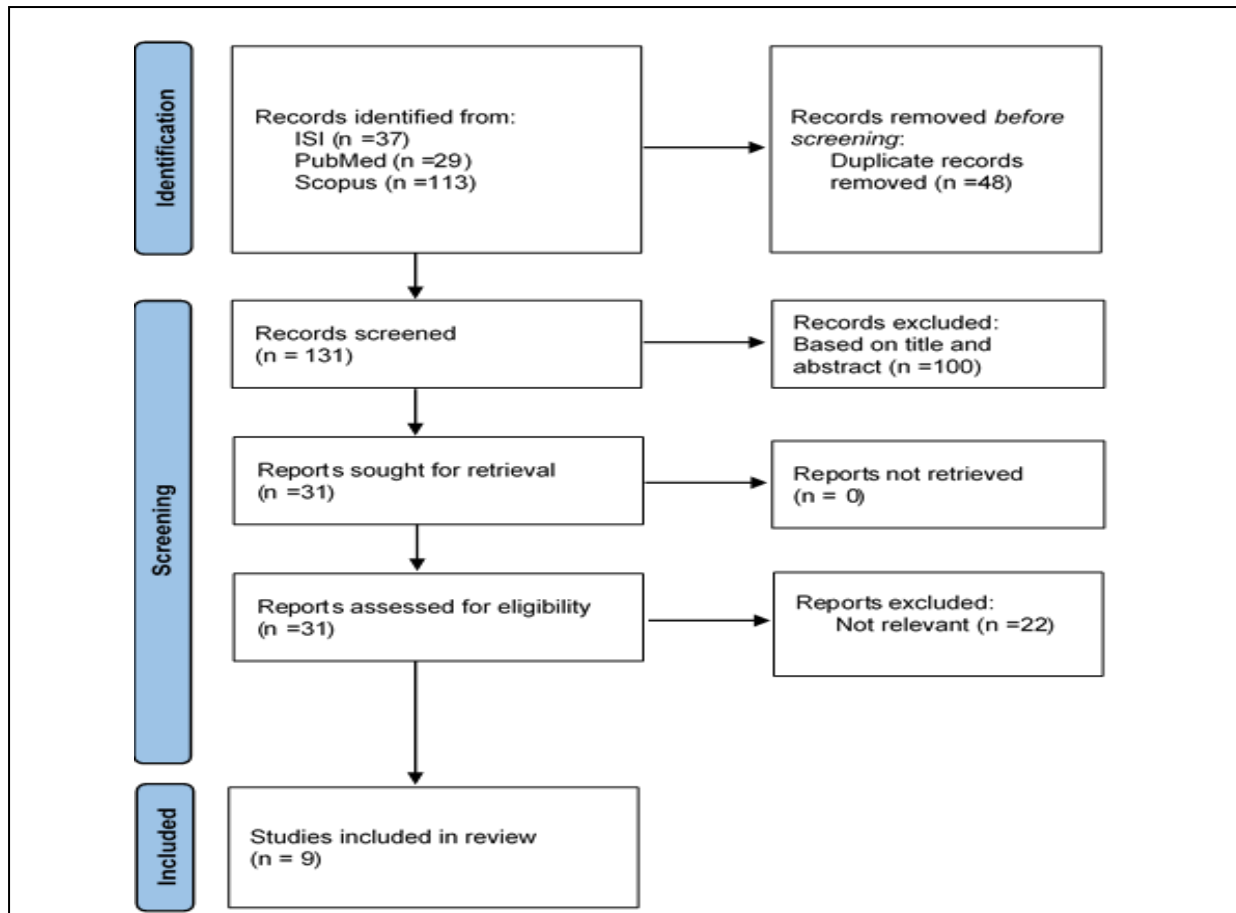 Identification
Records identified from:
ISI (n =37)
PubMed (n =29)
Scopus (n =113)
Records removed before
screening:
Duplicate records
removed (n =48)
Screening
Records screened
(n = 131)
Records excluded:
Based on title and
abstract (n =100)
Reports sought for retrieval
(n =31)
Reports not retrieved
(n = 0)
Reports assessed for eligibility
(n =31)
Reports excluded:
Not relevant (n =22)
Included
Studies included in review
(n = 9)